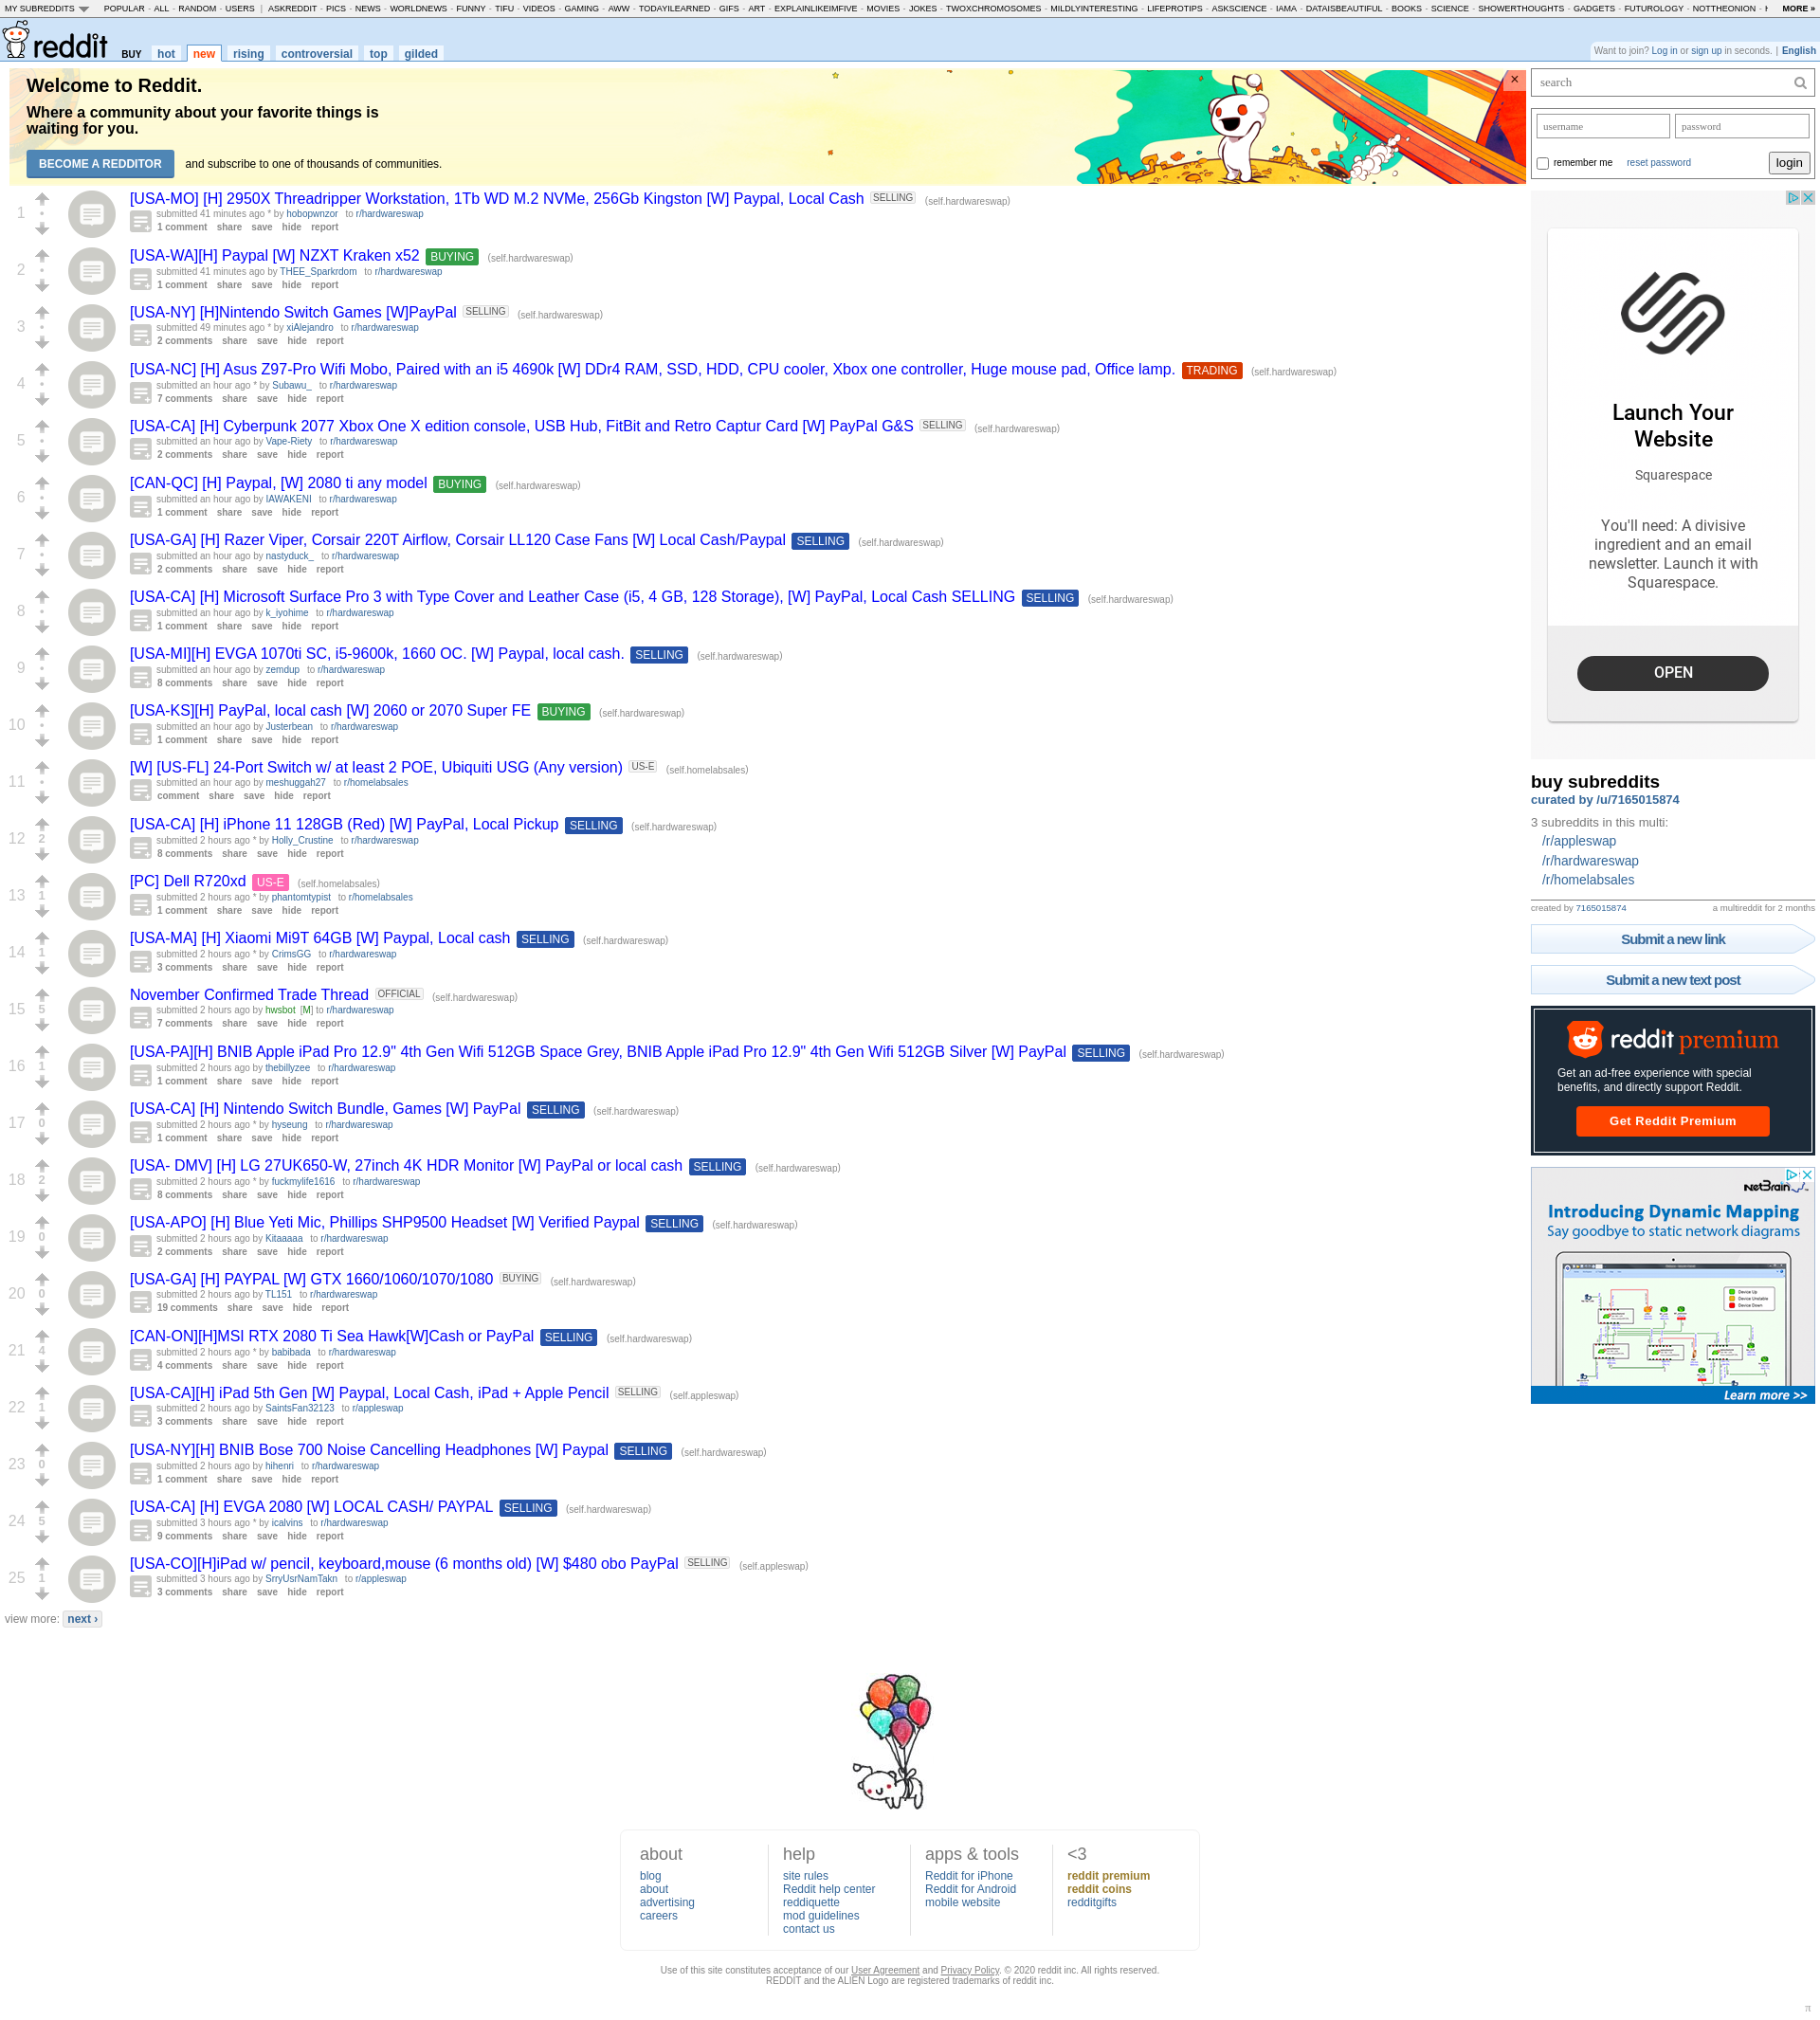 MY SUBREDDITS POPULAR - ALL - RANDOM - USERS | ASKREDDIT - PICS - NEWS - WORLDNEWS - FUNNY - TIFU - VIDEOS - GAMING - AWW - TODAYILEARNED - GIFS - ART - EXPLAINLIKEIMFIVE - MOVIES - JOKES - TWOXCHROMOSOMES - MILDLYINTERESTING - LIFEPROTIPS - ASKSCIENCE - IAMA - DATAISBEAUTIFUL - BOOKS - SCIENCE - SHOWERTHOUGHTS - GADGETS - FUTUROLOGY - NOTTHEONION - MORE »
reddit BUY hot new rising controversial top gilded
Want to join? Log in or sign up in seconds. | English
Welcome to Reddit.
Where a community about your favorite things is
waiting for you.
BECOME A REDDITOR and subscribe to one of thousands of communities.
×
1
[USA-MO] [H] 2950X Threadripper Workstation, 1Tb WD M.2 NVMe, 256Gb Kingston [W] Paypal, Local Cash SELLING (self.hardwareswap)
submitted 41 minutes ago * by hobopwnzor to r/hardwareswap
1 comment share save hide report
2
[USA-WA][H] Paypal [W] NZXT Kraken x52 BUYING (self.hardwareswap)
submitted 41 minutes ago by THEE_Sparkrdom to r/hardwareswap
1 comment share save hide report
3
[USA-NY] [H]Nintendo Switch Games [W]PayPal SELLING (self.hardwareswap)
submitted 49 minutes ago * by xiAlejandro to r/hardwareswap
2 comments share save hide report
4
[USA-NC] [H] Asus Z97-Pro Wifi Mobo, Paired with an i5 4690k [W] DDr4 RAM, SSD, HDD, CPU cooler, Xbox one controller, Huge mouse pad, Office lamp. TRADING (self.hardwareswap)
submitted an hour ago * by Subawu_ to r/hardwareswap
7 comments share save hide report
5
[USA-CA] [H] Cyberpunk 2077 Xbox One X edition console, USB Hub, FitBit and Retro Captur Card [W] PayPal G&S SELLING (self.hardwareswap)
submitted an hour ago by Vape-Riety to r/hardwareswap
2 comments share save hide report
6
[CAN-QC] [H] Paypal, [W] 2080 ti any model BUYING (self.hardwareswap)
submitted an hour ago by IAWAKENI to r/hardwareswap
1 comment share save hide report
7
[USA-GA] [H] Razer Viper, Corsair 220T Airflow, Corsair LL120 Case Fans [W] Local Cash/Paypal SELLING (self.hardwareswap)
submitted an hour ago by nastyduck_ to r/hardwareswap
2 comments share save hide report
8
[USA-CA] [H] Microsoft Surface Pro 3 with Type Cover and Leather Case (i5, 4 GB, 128 Storage), [W] PayPal, Local Cash SELLING SELLING (self.hardwareswap)
submitted an hour ago by k_iyohime to r/hardwareswap
1 comment share save hide report
9
[USA-MI][H] EVGA 1070ti SC, i5-9600k, 1660 OC. [W] Paypal, local cash. SELLING (self.hardwareswap)
submitted an hour ago by zemdup to r/hardwareswap
8 comments share save hide report
10
[USA-KS][H] PayPal, local cash [W] 2060 or 2070 Super FE BUYING (self.hardwareswap)
submitted an hour ago by Justerbean to r/hardwareswap
1 comment share save hide report
11
[W] [US-FL] 24-Port Switch w/ at least 2 POE, Ubiquiti USG (Any version) US-E (self.homelabsales)
submitted an hour ago by meshuggah27 to r/homelabsales
comment share save hide report
12 2
[USA-CA] [H] iPhone 11 128GB (Red) [W] PayPal, Local Pickup SELLING (self.hardwareswap)
submitted 2 hours ago * by Holly_Crustine to r/hardwareswap
8 comments share save hide report
13 1
[PC] Dell R720xd US-E (self.homelabsales)
submitted 2 hours ago * by phantomtypist to r/homelabsales
1 comment share save hide report
14 1
[USA-MA] [H] Xiaomi Mi9T 64GB [W] Paypal, Local cash SELLING (self.hardwareswap)
submitted 2 hours ago * by CrimsGG to r/hardwareswap
3 comments share save hide report
15 5
November Confirmed Trade Thread OFFICIAL (self.hardwareswap)
submitted 2 hours ago by hwsbot [M] to r/hardwareswap
7 comments share save hide report
16 1
[USA-PA][H] BNIB Apple iPad Pro 12.9" 4th Gen Wifi 512GB Space Grey, BNIB Apple iPad Pro 12.9" 4th Gen Wifi 512GB Silver [W] PayPal SELLING (self.hardwareswap)
submitted 2 hours ago by thebillyzee to r/hardwareswap
1 comment share save hide report
17 0
[USA-CA] [H] Nintendo Switch Bundle, Games [W] PayPal SELLING (self.hardwareswap)
submitted 2 hours ago * by hyseung to r/hardwareswap
1 comment share save hide report
18 2
[USA- DMV] [H] LG 27UK650-W, 27inch 4K HDR Monitor [W] PayPal or local cash SELLING (self.hardwareswap)
submitted 2 hours ago * by fuckmylife1616 to r/hardwareswap
8 comments share save hide report
19 0
[USA-APO] [H] Blue Yeti Mic, Phillips SHP9500 Headset [W] Verified Paypal SELLING (self.hardwareswap)
submitted 2 hours ago by Kitaaaaa to r/hardwareswap
2 comments share save hide report
20 0
[USA-GA] [H] PAYPAL [W] GTX 1660/1060/1070/1080 BUYING (self.hardwareswap)
submitted 2 hours ago by TL151 to r/hardwareswap
19 comments share save hide report
21 4
[CAN-ON][H]MSI RTX 2080 Ti Sea Hawk[W]Cash or PayPal SELLING (self.hardwareswap)
submitted 2 hours ago * by babibada to r/hardwareswap
4 comments share save hide report
22 1
[USA-CA][H] iPad 5th Gen [W] Paypal, Local Cash, iPad + Apple Pencil SELLING (self.appleswap)
submitted 2 hours ago by SaintsFan32123 to r/appleswap
3 comments share save hide report
23 0
[USA-NY][H] BNIB Bose 700 Noise Cancelling Headphones [W] Paypal SELLING (self.hardwareswap)
submitted 2 hours ago by hihenri to r/hardwareswap
1 comment share save hide report
24 5
[USA-CA] [H] EVGA 2080 [W] LOCAL CASH/ PAYPAL SELLING (self.hardwareswap)
submitted 3 hours ago * by icalvins to r/hardwareswap
9 comments share save hide report
25 1
[USA-CO][H]iPad w/ pencil, keyboard,mouse (6 months old) [W] $480 obo PayPal SELLING (self.appleswap)
submitted 3 hours ago by SrryUsrNamTakn to r/appleswap
3 comments share save hide report
view more: next ›
search
username password
remember me reset password login
Launch Your
Website
Squarespace
You'll need: A divisive
ingredient and an email
newsletter. Launch it with
Squarespace.
OPEN
buy subreddits
curated by /u/7165015874
3 subreddits in this multi:
/r/appleswap
/r/hardwareswap
/r/homelabsales
created by 7165015874 a multireddit for 2 months
Submit a new link
Submit a new text post
reddit premium
Get an ad-free experience with special
benefits, and directly support Reddit.
Get Reddit Premium
NetBrain
Introducing Dynamic Mapping
Say goodbye to static network diagrams
Device Up
Device Unstable
Device Down
Learn more >>
about
blog
about
advertising
careers
help
site rules
Reddit help center
reddiquette
mod guidelines
contact us
apps & tools
Reddit for iPhone
Reddit for Android
mobile website
<3
reddit premium
reddit coins
redditgifts
Use of this site constitutes acceptance of our User Agreement and Privacy Policy. © 2020 reddit inc. All rights reserved.
REDDIT and the ALIEN Logo are registered trademarks of reddit inc.
π